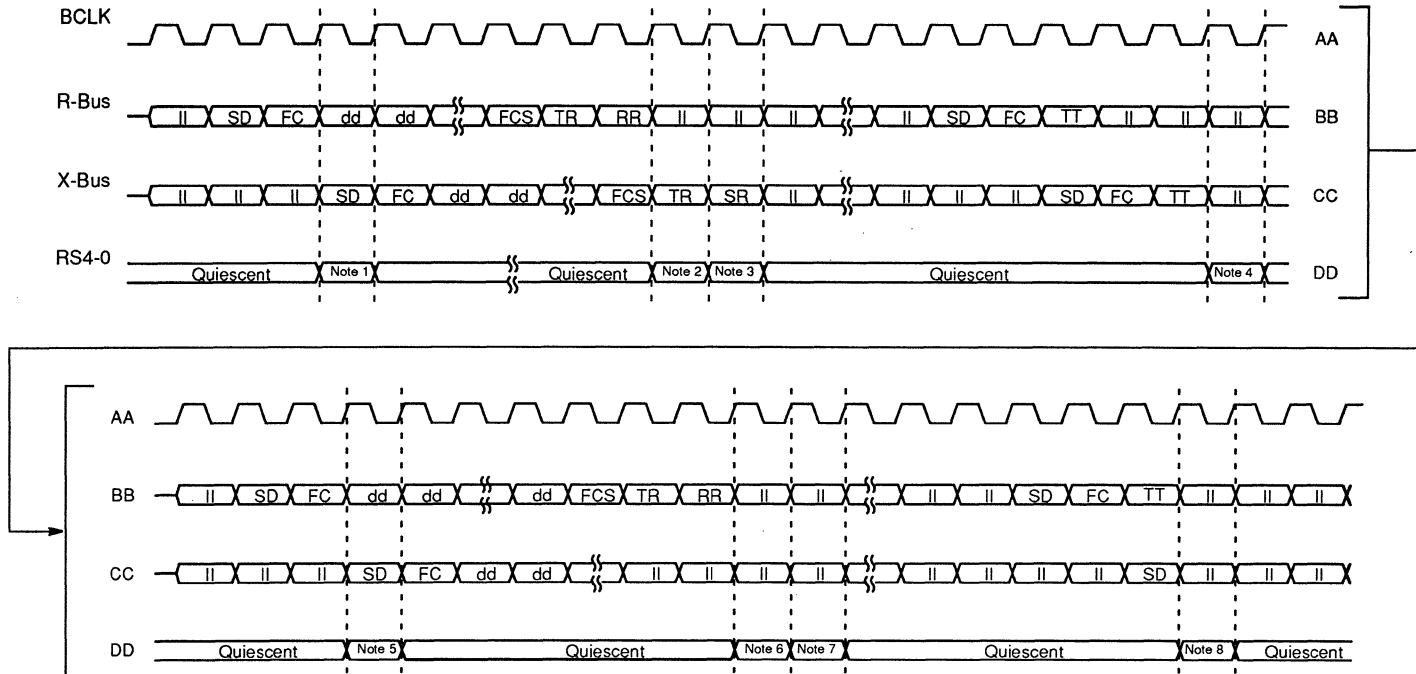 BCLK AA
R-Bus II SD FC dd dd FCS TR RR II II II II SD FC TT II II II BB
X-Bus II II II SD FC dd dd FCS TR SR II II II II SD FC TT II CC
RS4-0 Quiescent Note 1 Quiescent Note 2 Note 3 Quiescent Note 4 DD
AA
BB II SD FC dd dd dd FCS TR RR II II II II SD FC TT II II II
CC II II II SD FC dd dd II II II II II II II II SD II II II
DD Quiescent Note 5 Quiescent Note 6 Note 7 Quiescent Note 8 Quiescent